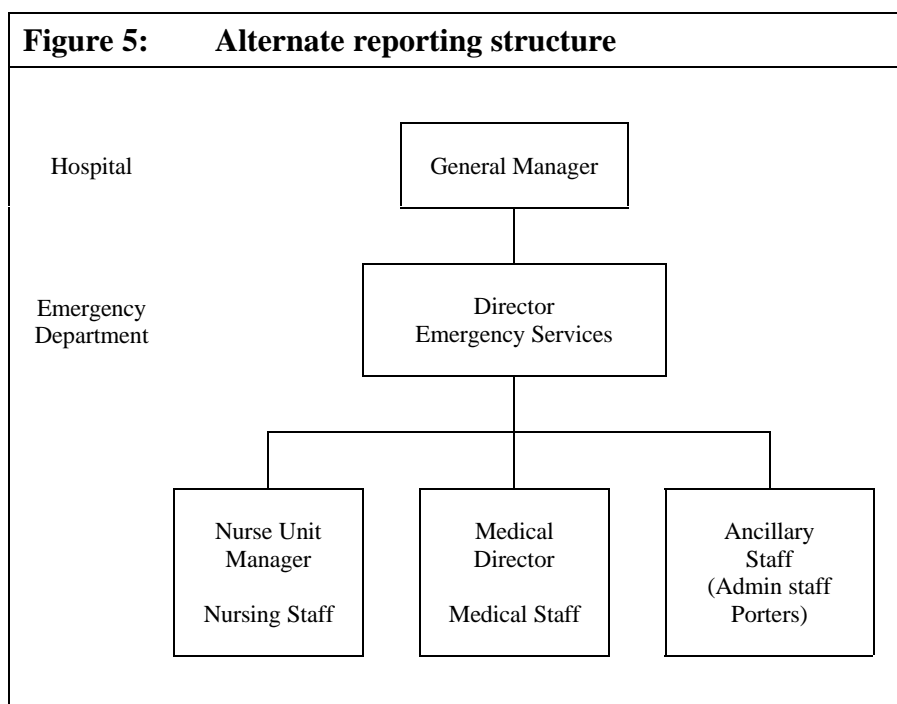 Figure 5: Alternate reporting structure
Hospital
General Manager
Emergency
Department
Director
Emergency Services
Nurse Unit
Manager
Nursing Staff
Medical
Director
Medical Staff
Ancillary
Staff
(Admin staff
Porters)